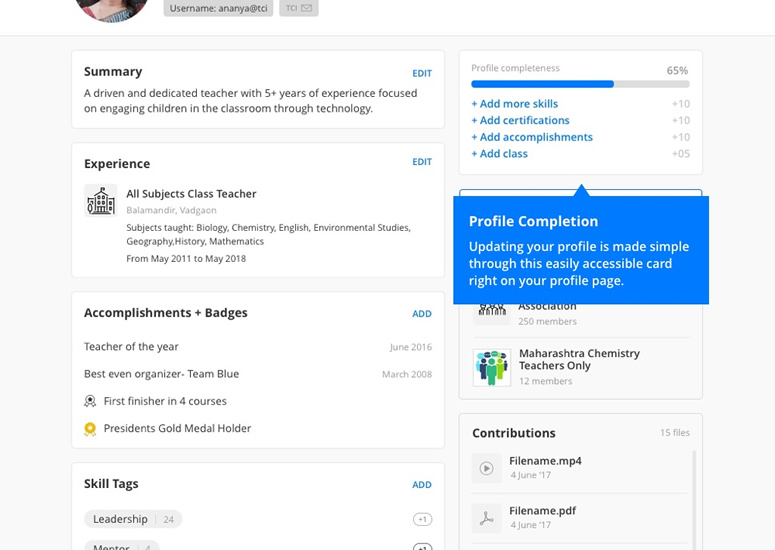 Username: ananya@tci
TCI
Summary
EDIT
A driven and dedicated teacher with 5+ years of experience focused
on engaging children in the classroom through technology.
Experience
EDIT
All Subjects Class Teacher
Balamandir, Vadgaon
Subjects taught: Biology, Chemistry, English, Environmental Studies,
Geography,History, Mathematics
From May 2011 to May 2018
Accomplishments + Badges
ADD
Teacher of the year
June 2016
Best even organizer- Team Blue
March 2008
First finisher in 4 courses
Presidents Gold Medal Holder
Skill Tags
ADD
Leadership
24
+1
Mentor
4
+1
Profile completeness
65%
+ Add more skills
+10
+ Add certifications
+10
+ Add accomplishments
+10
+ Add class
+05
Profile Completion
Updating your profile is made simple
through this easily accessible card
right on your profile page.
Association
250 members
Maharashtra Chemistry
Teachers Only
12 members
Contributions
15 files
Filename.mp4
4 June '17
Filename.pdf
4 June '17